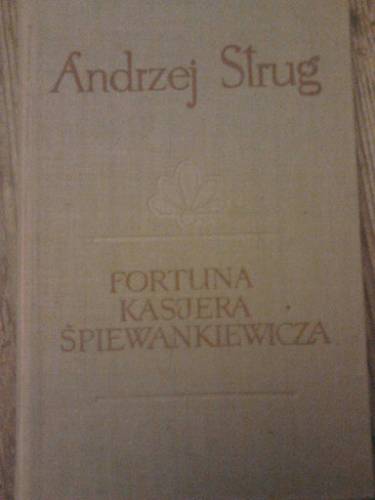 Andrzej Strug
FORTUNA
KASJERA
ŚPIEWANKIEWICZA